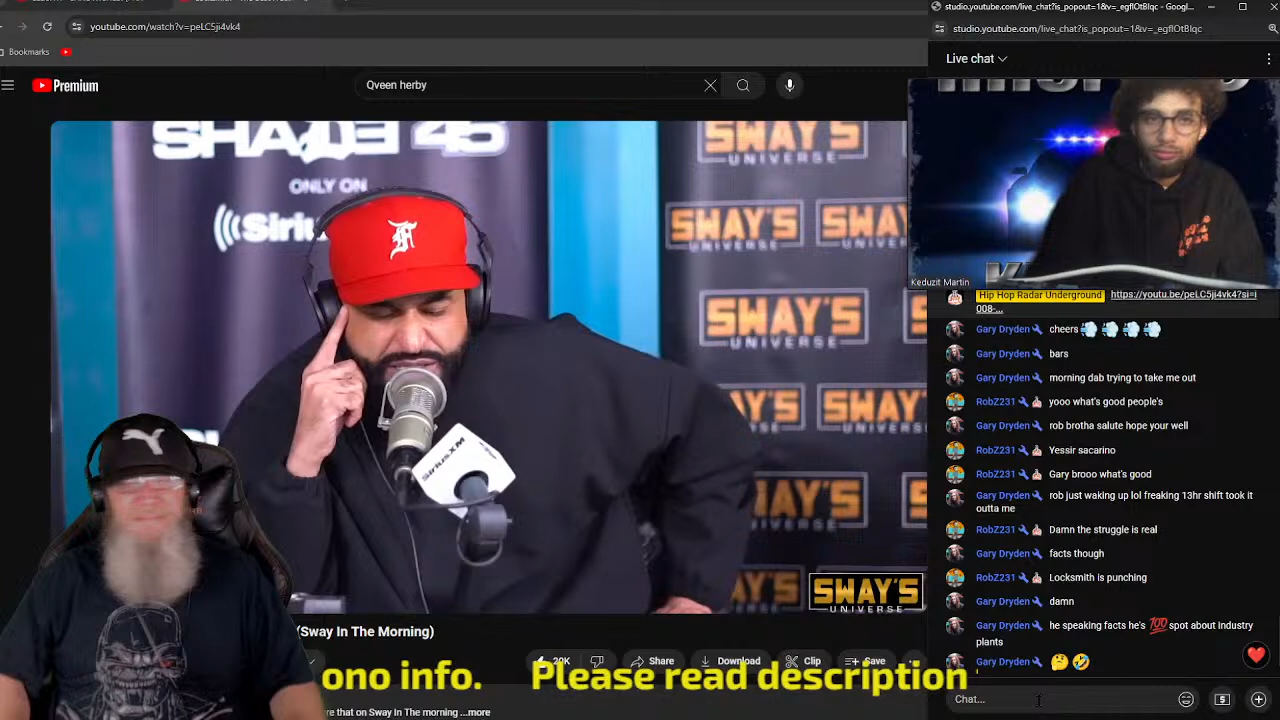 studio.youtube.com/live_chat?is_popout=1&v=_egflOtBlqc - Googl...
youtube.com/watch?v=peLC5ji4vk4
studio.youtube.com/live_chat?is_popout=1&v=_egflOtBlqc
Bookmarks
Live chat
Premium
Qveen herby
SHADE 45
ONLY ON
SWAY'S
UNIVERSE
SWAY'S
SWAY'S
SiriusXM
Keduzit Martin
Hip Hop Radar Underground https://youtu.be/peLC5ji4vk4?si=i
008-...
Gary Dryden cheers💨 💨 💨 💨
Gary Dryden bars
Gary Dryden morning dab trying to take me out
RobZ231 yooo what's good people's
Gary Dryden rob brotha salute hope your well
RobZ231 Yessir sacarino
RobZ231 Gary brooo what's good
Gary Dryden rob just waking up lol freaking 13hr shift took it
outta me
RobZ231 Damn the struggle is real
Gary Dryden facts though
RobZ231 Locksmith is punching
Gary Dryden damn
Gary Dryden he speaking facts he's 💯 spot about industry
plants
Gary Dryden 🤔 🤣
SWAY'S
UNIVERSE
(Sway In The Morning)
20K
Share
Download
Clip
Save
ono info. Please read description
re that on Sway In The morning ...more
Chat...